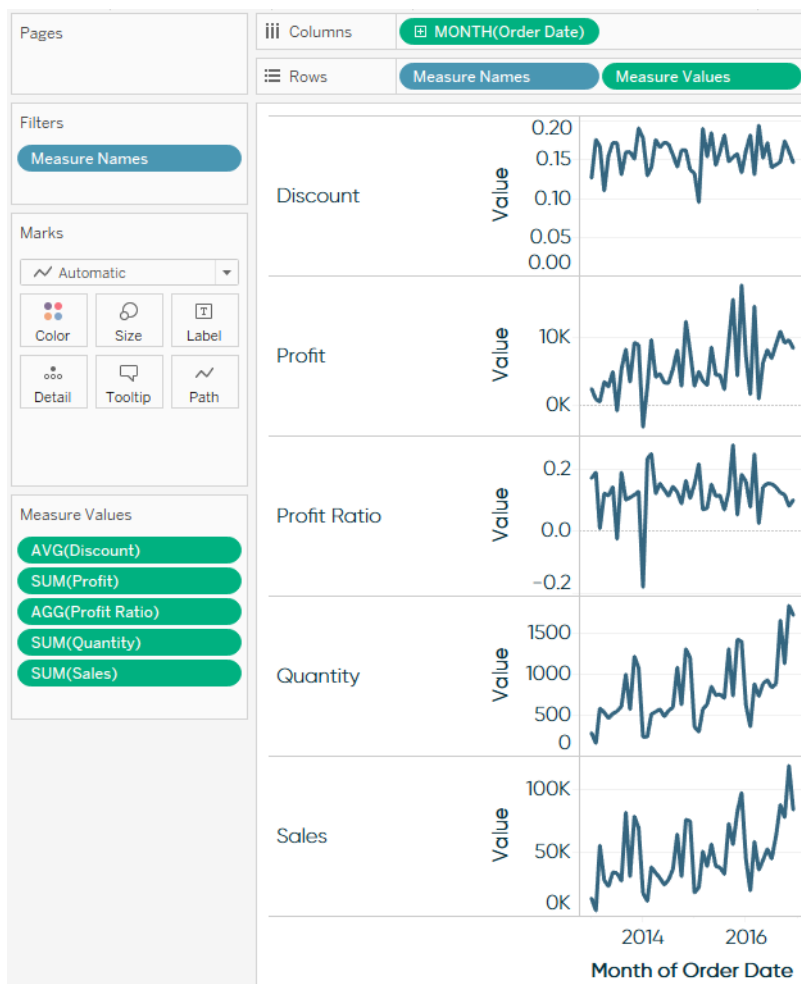 Pages
Columns
MONTH(Order Date)
Rows
Measure Names
Measure Values
Filters
Measure Names
Marks
Automatic
Color
Size
Label
Detail
Tooltip
Path
Measure Values
AVG(Discount)
SUM(Profit)
AGG(Profit Ratio)
SUM(Quantity)
SUM(Sales)
Discount
Value
0.20
0.15
0.10
0.05
0.00
Profit
Value
10K
0K
Profit Ratio
Value
0.2
0.0
−0.2
Quantity
Value
1500
1000
500
0
Sales
Value
100K
50K
0K
2014
2016
Month of Order Date